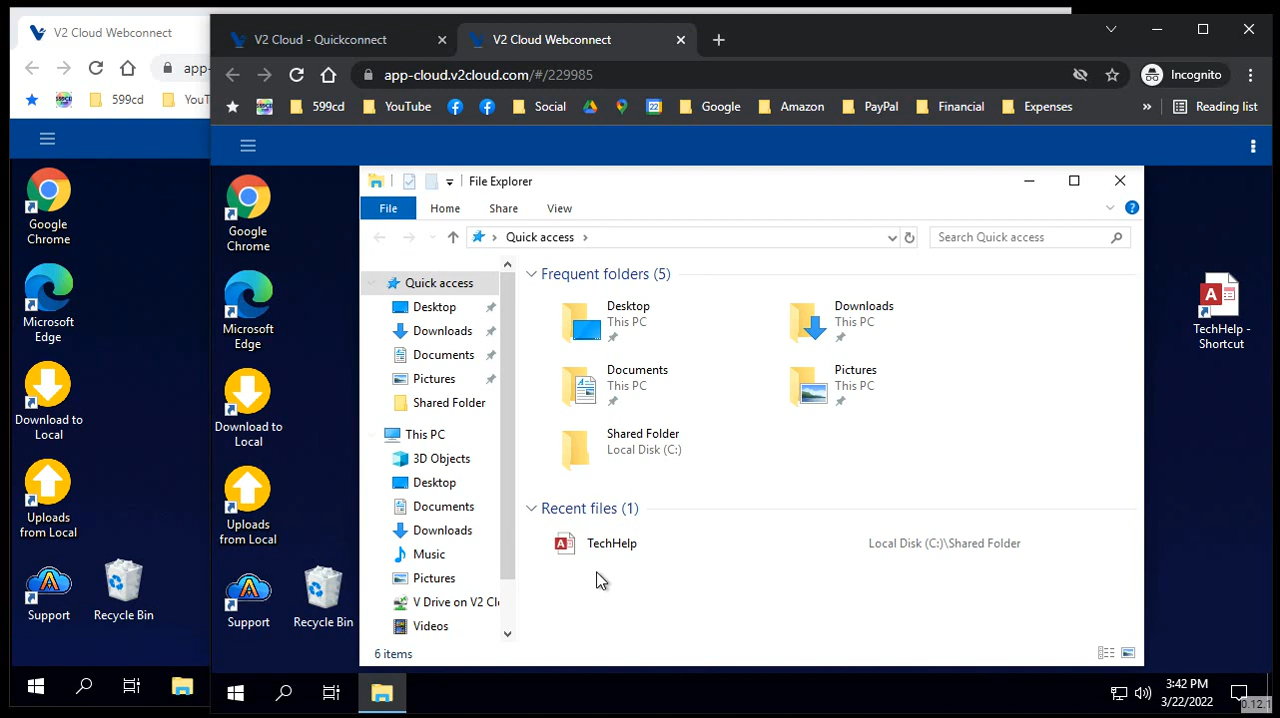 V2 Cloud Webconnect
app-
599cd
YouT
Google
Chrome
Microsoft
Edge
Download to
Local
Uploads
from Local
Support
Recycle Bin
V2 Cloud - Quickconnect
V2 Cloud Webconnect
app-cloud.v2cloud.com/#/229985
Incognito
599cd
YouTube
Social
22
Google
Amazon
PayPal
Financial
Expenses
»
Reading list
Google
Chrome
Microsoft
Edge
Download to
Local
Uploads
from Local
Support
Recycle Bin
File Explorer
File Home Share View
Quick access
Search Quick access
Quick access
Desktop
Downloads
Documents
Pictures
Shared Folder
This PC
3D Objects
Desktop
Documents
Downloads
Music
Pictures
V Drive on V2 Cl
Videos
Frequent folders (5)
Desktop
This PC
Downloads
This PC
Documents
This PC
Pictures
This PC
Shared Folder
Local Disk (C:)
Recent files (1)
TechHelp
Local Disk (C:)\Shared Folder
6 items
TechHelp -
Shortcut
3:42 PM
3/22/2022
0.12.1